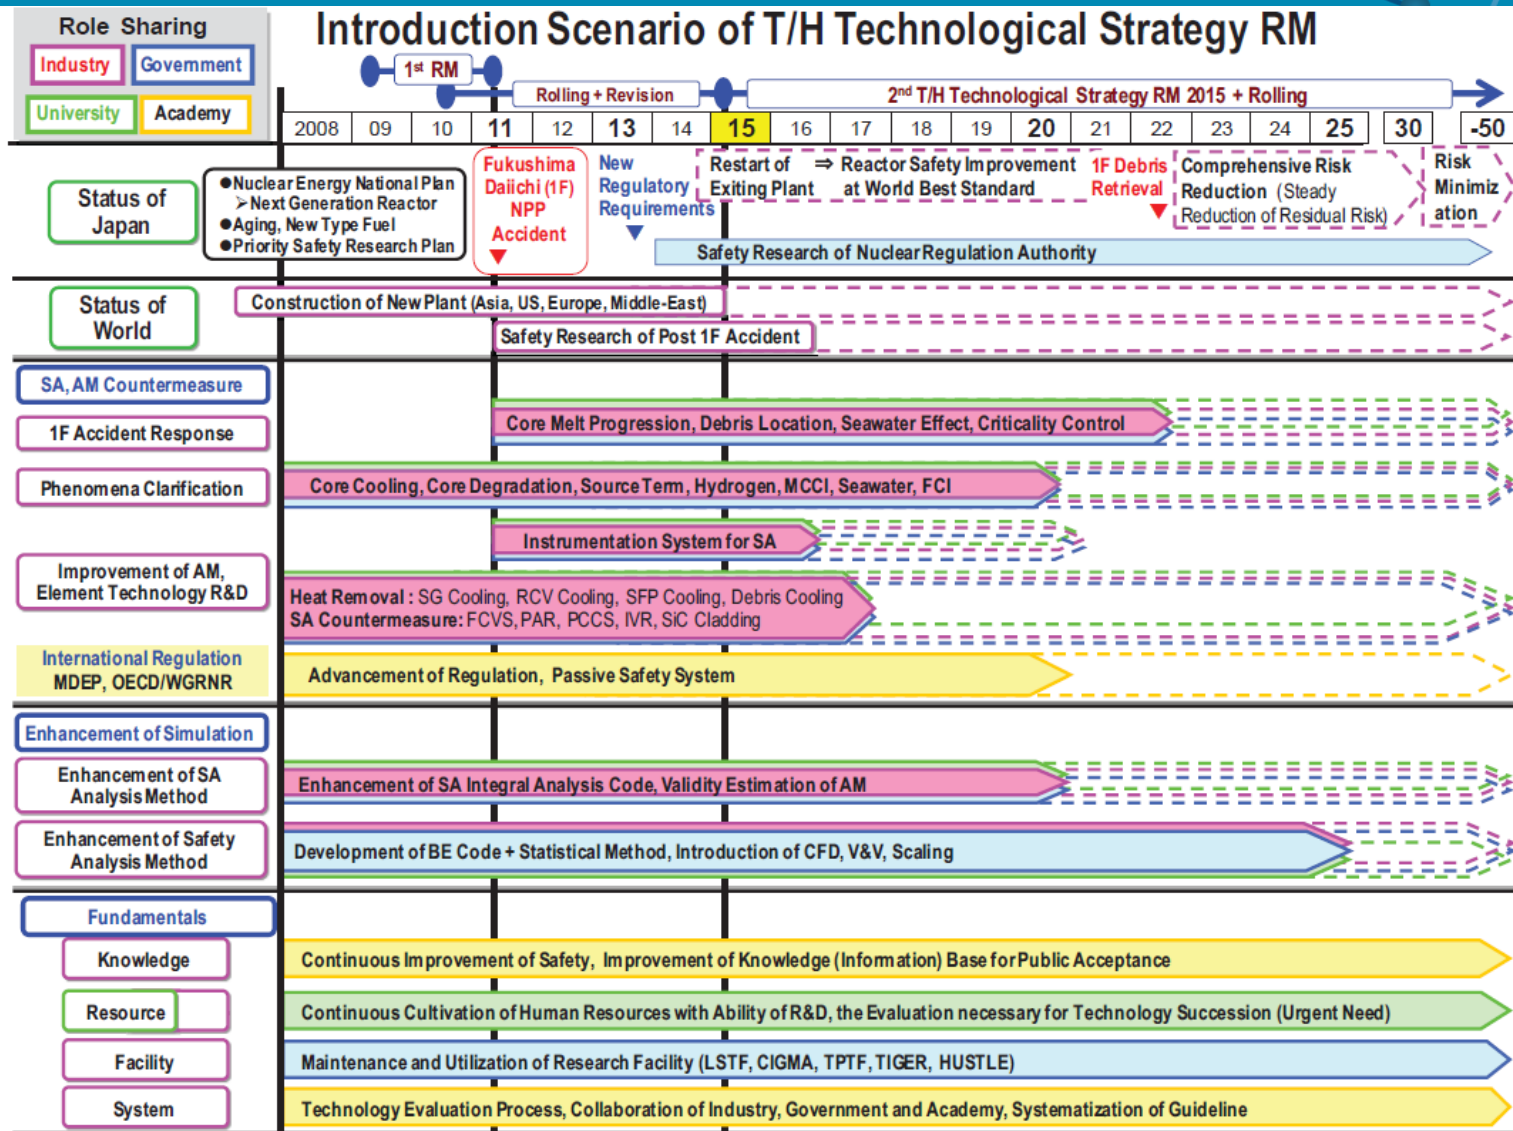 Role Sharing
Industry
Government
University
Academy
Introduction Scenario of T/H Technological Strategy RM
1st RM
Rolling + Revision
2nd T/H Technological Strategy RM 2015 + Rolling
2008 09 10 11 12 13 14 15 16 17 18 19 20 21 22 23 24 25 30 -50
Status of
Japan
●Nuclear Energy National Plan
➢Next Generation Reactor
●Aging, New Type Fuel
●Priority Safety Research Plan
Fukushima
Daiichi (1F)
NPP
Accident
New
Regulatory
Requirements
Restart of ⇒ Reactor Safety Improvement
Exiting Plant at World Best Standard
1F Debris
Retrieval
Comprehensive Risk
Reduction (Steady
Reduction of Residual Risk)
Risk
Minimiz
ation
Safety Research of Nuclear Regulation Authority
Status of
World
Construction of New Plant (Asia, US, Europe, Middle-East)
Safety Research of Post 1F Accident
SA, AM Countermeasure
1F Accident Response
Core Melt Progression, Debris Location, Seawater Effect, Criticality Control
Phenomena Clarification
Core Cooling, Core Degradation, Source Term, Hydrogen, MCCI, Seawater, FCI
Instrumentation System for SA
Improvement of AM,
Element Technology R&D
Heat Removal : SG Cooling, RCV Cooling, SFP Cooling, Debris Cooling
SA Countermeasure: FCVS, PAR, PCCS, IVR, SiC Cladding
International Regulation
MDEP, OECD/WGRNR
Advancement of Regulation, Passive Safety System
Enhancement of Simulation
Enhancement of SA
Analysis Method
Enhancement of SA Integral Analysis Code, Validity Estimation of AM
Enhancement of Safety
Analysis Method
Development of BE Code + Statistical Method, Introduction of CFD, V&V, Scaling
Fundamentals
Knowledge
Continuous Improvement of Safety, Improvement of Knowledge (Information) Base for Public Acceptance
Resource
Continuous Cultivation of Human Resources with Ability of R&D, the Evaluation necessary for Technology Succession (Urgent Need)
Facility
Maintenance and Utilization of Research Facility (LSTF, CIGMA, TPTF, TIGER, HUSTLE)
System
Technology Evaluation Process, Collaboration of Industry, Government and Academy, Systematization of Guideline